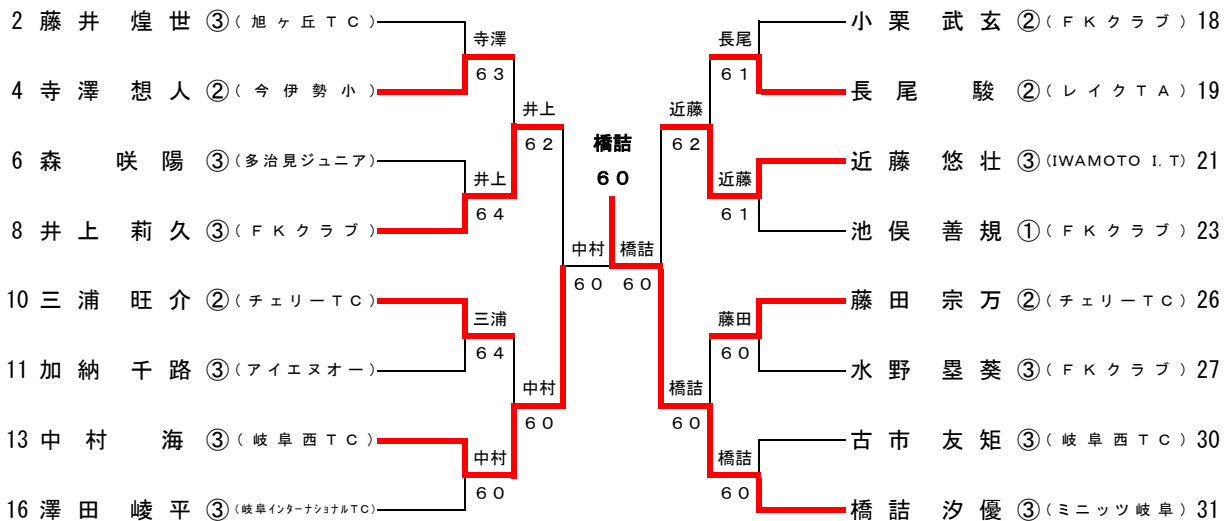 2 藤井 煌世 ③(旭ヶ丘TC)
4 寺澤 想人 ②(今伊勢小)
6 森 咲陽 ③(多治見ジュニア)
8 井上 莉久 ③(FKクラブ)
10 三浦 旺介 ②(チェリーTC)
11 加納 千路 ③(アイエヌオー)
13 中村 海 ③(岐阜西TC)
16 澤田 崚平 ③(岐阜インターナショナルTC)
寺澤
63
井上
64
三浦
64
中村
60
井上
62
中村
60
中村
60
橋詰
60
橋詰
60
近藤
62
橋詰
60
長尾
61
近藤
61
藤田
60
橋詰
60
小栗 武玄 ②(FKクラブ) 18
長尾 駿 ②(レイクTA) 19
近藤 悠壮 ③(IWAMOTO I.T) 21
池俣 善規 ①(FKクラブ) 23
藤田 宗万 ②(チェリーTC) 26
水野 塁葵 ③(FKクラブ) 27
古市 友矩 ③(岐阜西TC) 30
橋詰 汐優 ③(ミニッツ岐阜) 31